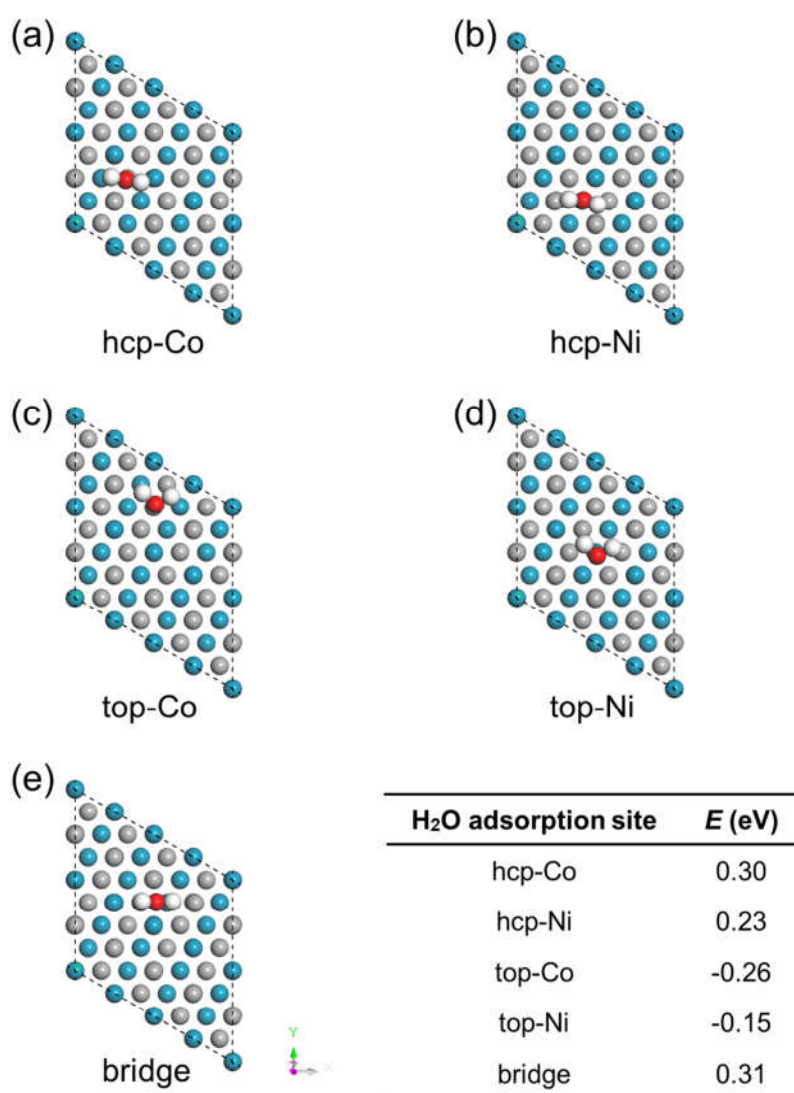 (a)
(b)
hcp-Co
hcp-Ni
(c)
(d)
top-Co
top-Ni
(e)
bridge
Y
Z
X
H₂O adsorption site E (eV)
hcp-Co 0.30
hcp-Ni 0.23
top-Co -0.26
top-Ni -0.15
bridge 0.31